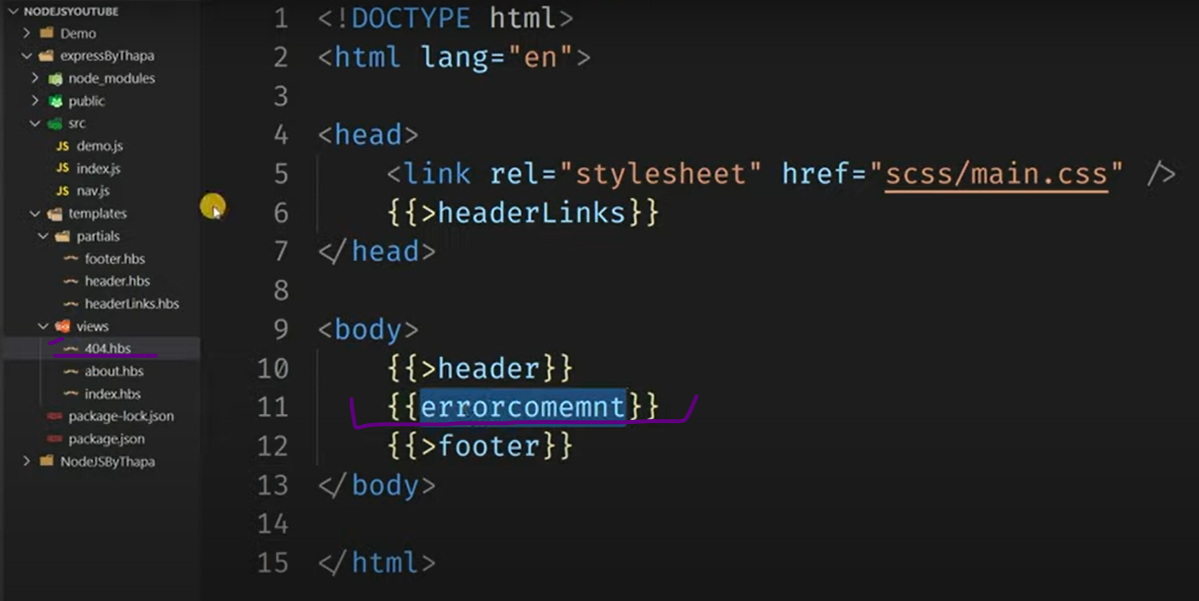 NODEJSYOUTUBE
Demo
expressByThapa
node_modules
public
src
JS demo.js
JS index.js
JS nav.js
templates
partials
footer.hbs
header.hbs
headerLinks.hbs
views
404.hbs
about.hbs
index.hbs
package-lock.json
package.json
NodeJSByThapa
1 <!DOCTYPE html>
2 <html lang="en">
3
4 <head>
5 <link rel="stylesheet" href="scss/main.css" />
6 {{>headerLinks}}
7 </head>
8
9 <body>
10 {{>header}}
11 {{errorcomemnt}}
12 {{>footer}}
13 </body>
14
15 </html>